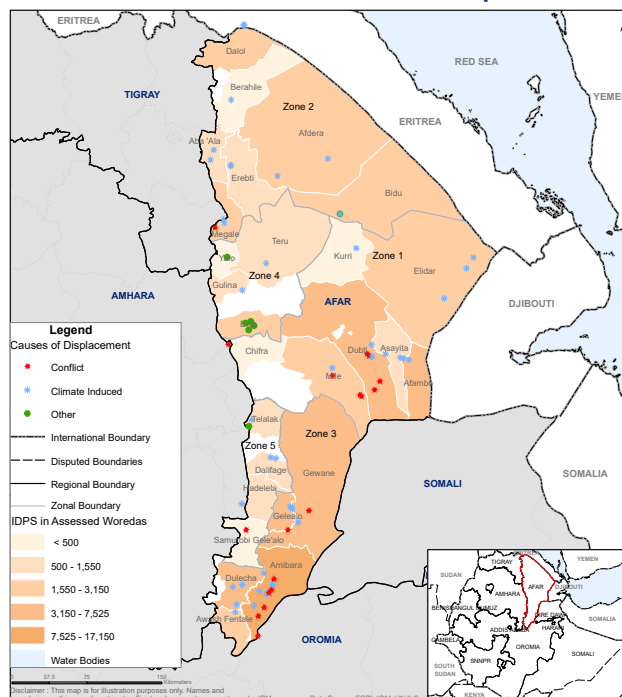 ERITREA
Dalol
RED SEA
YEMEN
TIGRAY
Berahile
Zone 2
Afdera
ERITREA
Aba 'Ala
Erebti
Bidu
Megale
Teru
Kurri
Zone 1
Yalo
Zone 4
Elidar
Gulina
AMHARA
AFAR
DJIBOUTI
Legend
Causes of Displacement
Conflict
Climate Induced
Other
International Boundary
Disputed Boundaries
Regional Boundary
Zonal Boundary
IDPS in Assessed Woredas
< 500
500 - 1,550
1,550 - 3,150
3,150 - 7,525
7,525 - 17,150
Water Bodies
Chifra
Dubti
Asayita
Mile
Afambo
Telalak
Zone 3
Zone 5
Gewane
Dalifage
SOMALI
SOMALIA
Hadelela
Gelealo
Samurobi Gele'alo
Amibara
Dulecha
Awash Fentale
OROMIA
ERITREA
TIGRAY
YEMEN
SUDAN
AFAR
DJIBOUTI
AMHARA
BENISHANGUL GUMUZ
DIRE DAWA
SOMALIA
ADDIS ABABA
HARARI
GAMBELA
OROMIA
SOUTH
SUDAN
SNNPR
SOMALI
KENYA
0 37.5 75 150
Kilometers
Disclaimer : This map is for illustration purposes only. Names and